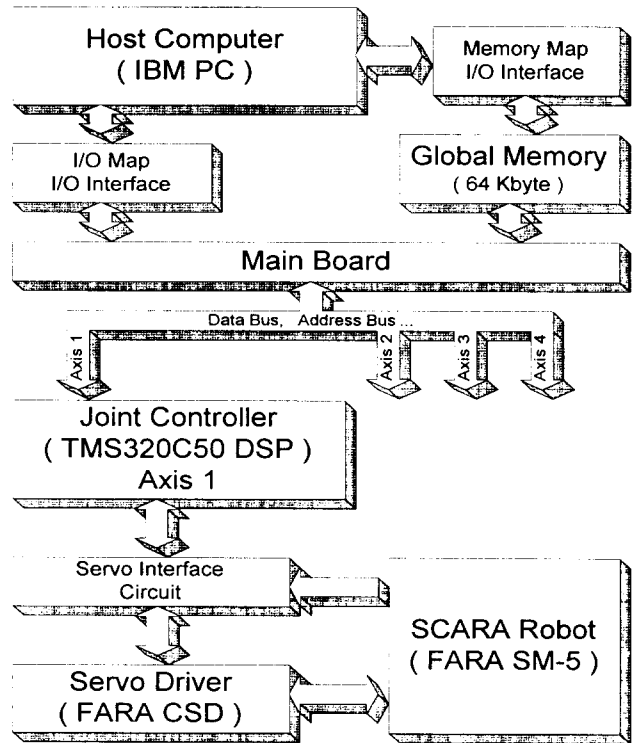 Host Computer
( IBM PC )
Memory Map
I/O Interface
I/O Map
I/O Interface
Global Memory
( 64 Kbyte )
Main Board
Data Bus, Address Bus ...
Axis 1
Axis 2
Axis 3
Axis 4
Joint Controller
( TMS320C50 DSP )
Axis 1
Servo Interface
Circuit
SCARA Robot
( FARA SM-5 )
Servo Driver
( FARA CSD )